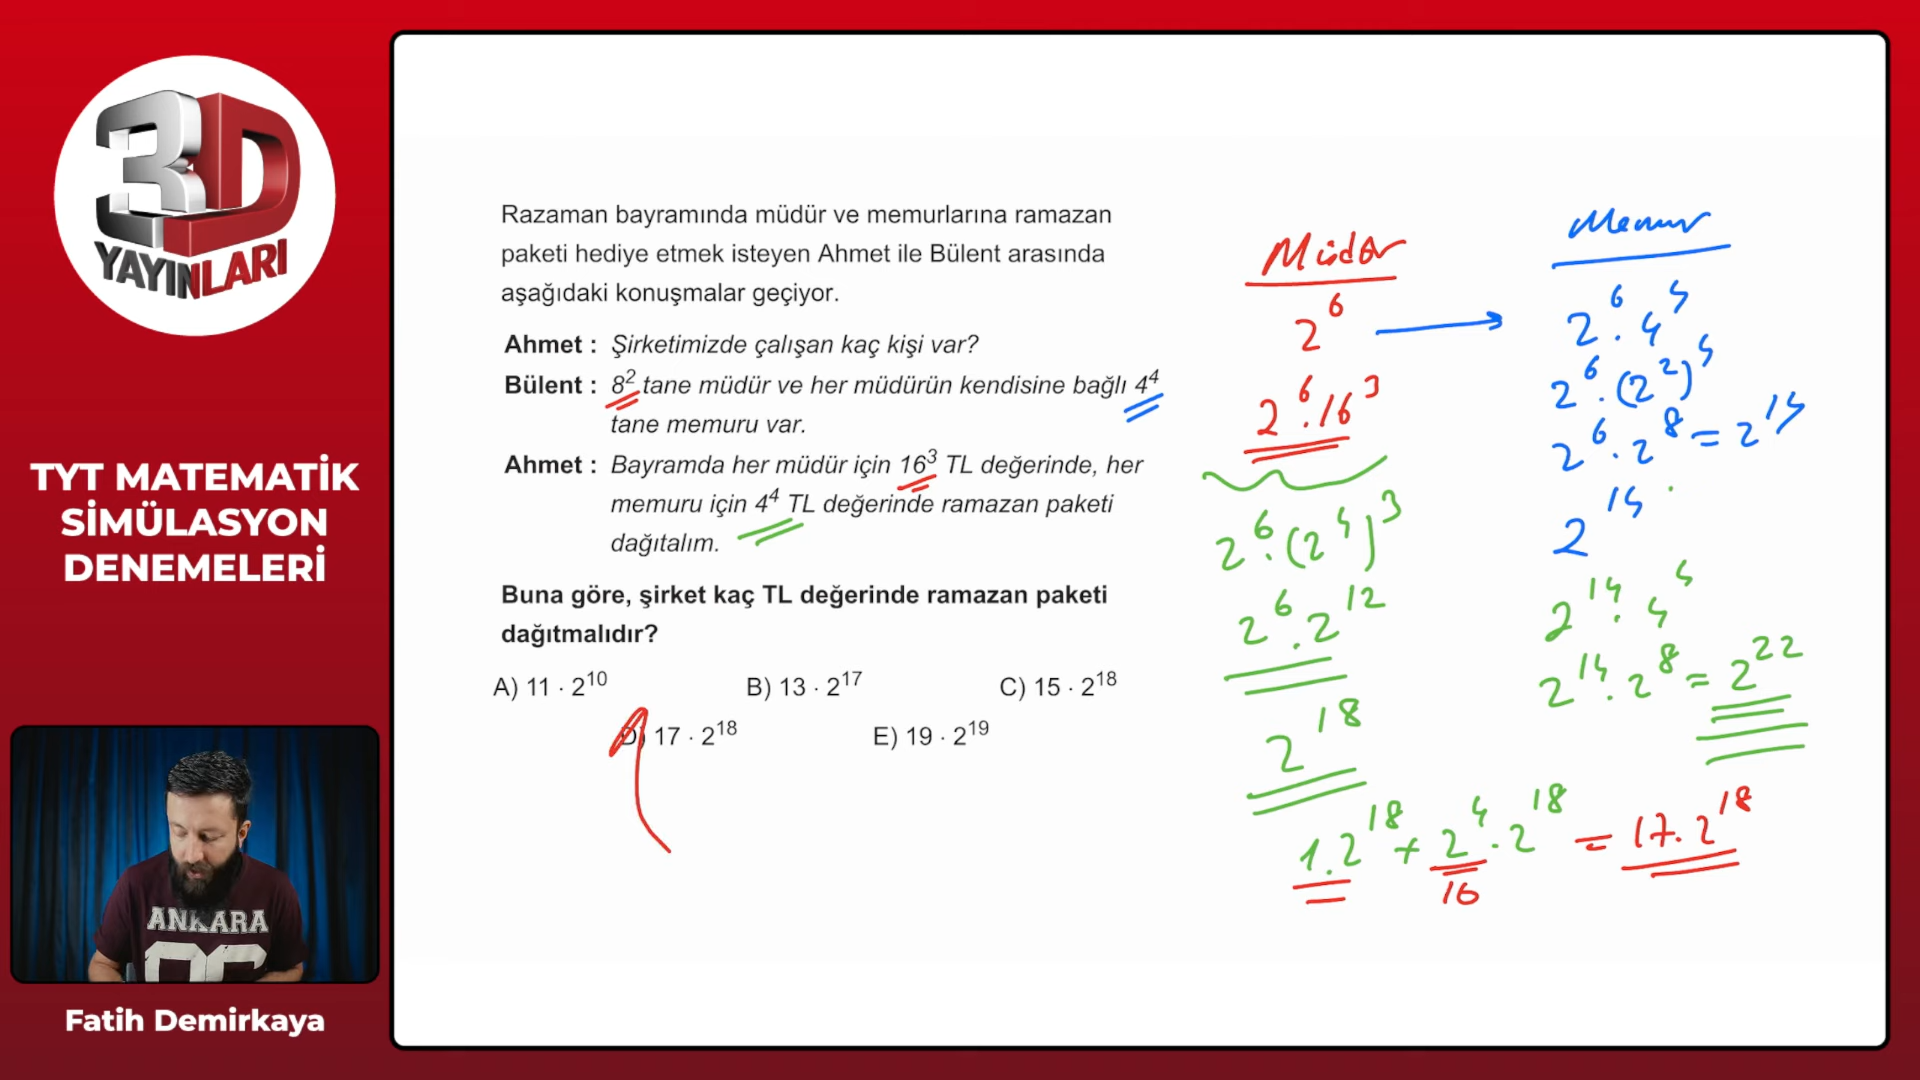 3D
YAYINLARI
TYT MATEMATİK
SİMÜLASYON
DENEMELERİ
ANKARA
Fatih Demirkaya
Razaman bayramında müdür ve memurlarına ramazan
paketi hediye etmek isteyen Ahmet ile Bülent arasında
aşağıdaki konuşmalar geçiyor.
Ahmet : Şirketimizde çalışan kaç kişi var?
Bülent : 8² tane müdür ve her müdürün kendisine bağlı 4⁴
tane memuru var.
Ahmet : Bayramda her müdür için 16³ TL değerinde, her
memuru için 4⁴ TL değerinde ramazan paketi
dağıtalım.
Buna göre, şirket kaç TL değerinde ramazan paketi
dağıtmalıdır?
A) 11 · 2¹⁰ B) 13 · 2¹⁷ C) 15 · 2¹⁸
D) 17 · 2¹⁸ E) 19 · 2¹⁹
Müdür
2⁶
2⁶.16³
2⁶.(2⁴)³
2⁶.2¹²
2¹⁸
Memur
2⁶.4⁴
2⁶.(2²)⁴
2⁶.2⁸=2¹⁴
2¹⁴.
2¹⁴.4⁴
2¹⁴.2⁸=2²²
1.2¹⁸+2⁴.2¹⁸=17.2¹⁸
16